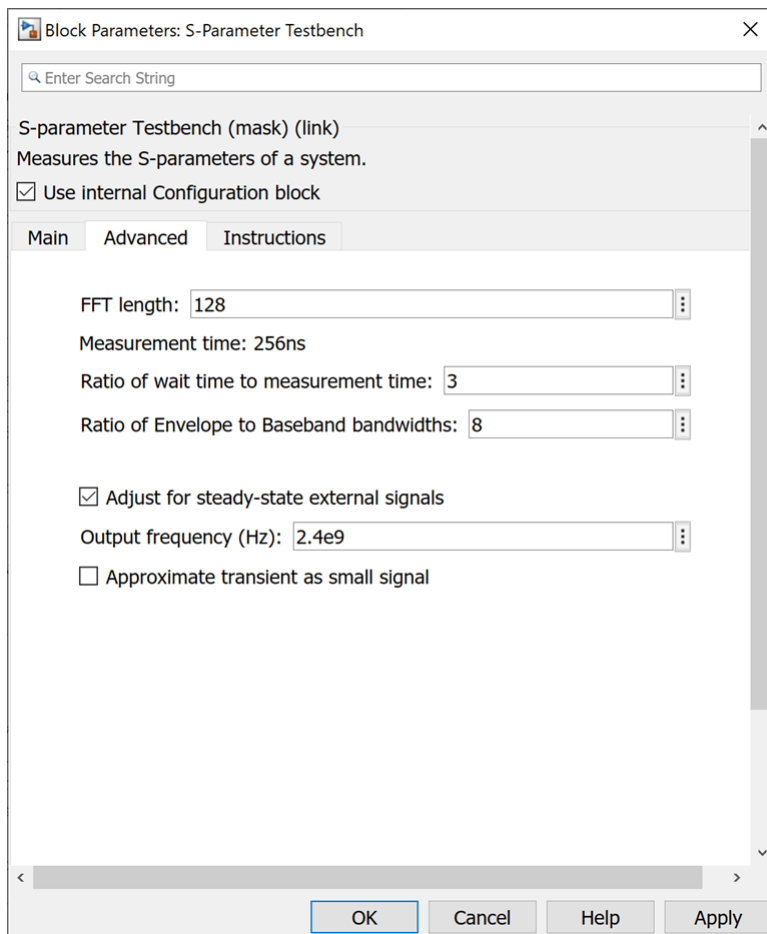 Block Parameters: S-Parameter Testbench
Enter Search String
S-parameter Testbench (mask) (link)
Measures the S-parameters of a system.
Use internal Configuration block
Main Advanced Instructions
FFT length: 128
Measurement time: 256ns
Ratio of wait time to measurement time: 3
Ratio of Envelope to Baseband bandwidths: 8
Adjust for steady-state external signals
Output frequency (Hz): 2.4e9
Approximate transient as small signal
OK Cancel Help Apply